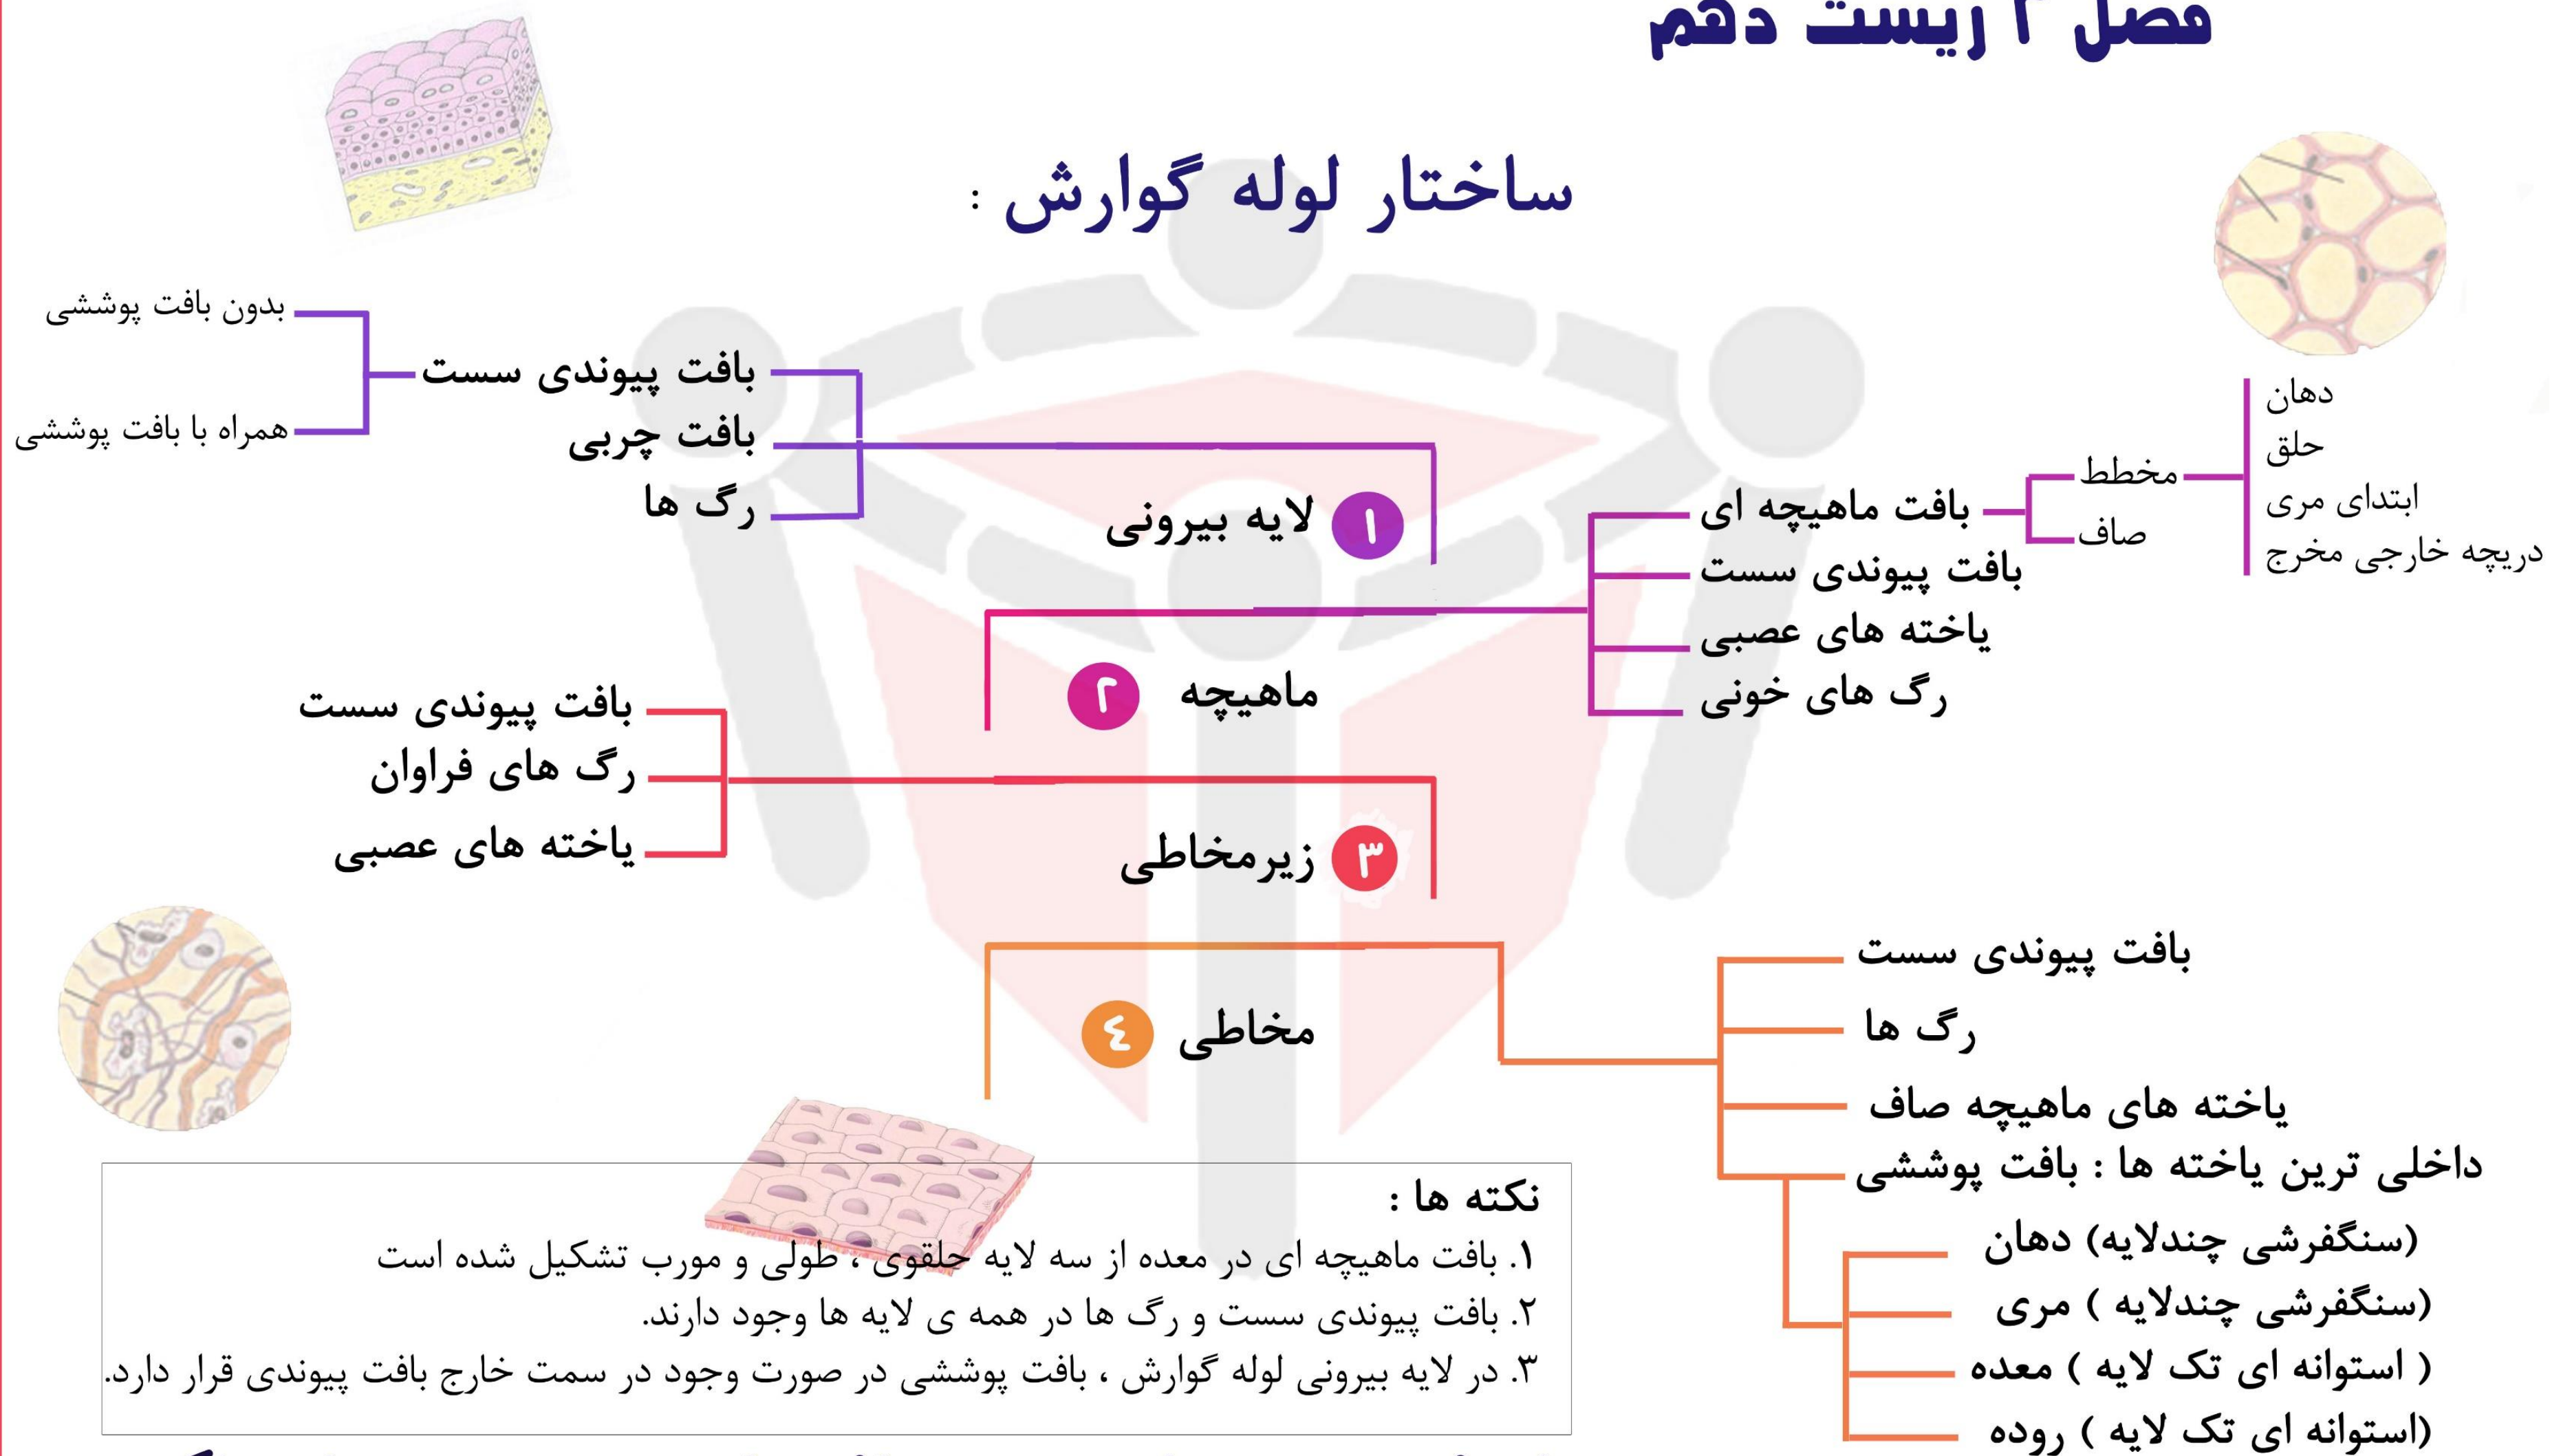 فصل ۲ زیست دهم
ساختار لوله گوارش :
۱ لایه بیرونی
بافت پیوندی سست
بدون بافت پوششی
همراه با بافت پوششی
بافت چربی
رگ ها
۲ ماهیچه
بافت ماهیچه ای
مخطط
دهان
حلق
ابتدای مری
دریچه خارجی مخرج
صاف
بافت پیوندی سست
یاخته های عصبی
رگ های خونی
۳ زیرمخاطی
بافت پیوندی سست
رگ های فراوان
یاخته های عصبی
٤ مخاطی
بافت پیوندی سست
رگ ها
یاخته های ماهیچه صاف
داخلی ترین یاخته ها : بافت پوششی
(سنگفرشی چندلایه) دهان
(سنگفرشی چندلایه ) مری
( استوانه ای تک لایه ) معده
(استوانه ای تک لایه ) روده
نکته ها :
۱. بافت ماهیچه ای در معده از سه لایه حلقوی ، طولی و مورب تشکیل شده است
۲. بافت پیوندی سست و رگ ها در همه ی لایه ها وجود دارند.
۳. در لایه بیرونی لوله گوارش ، بافت پوششی در صورت وجود در سمت خارج بافت پیوندی قرار دارد.